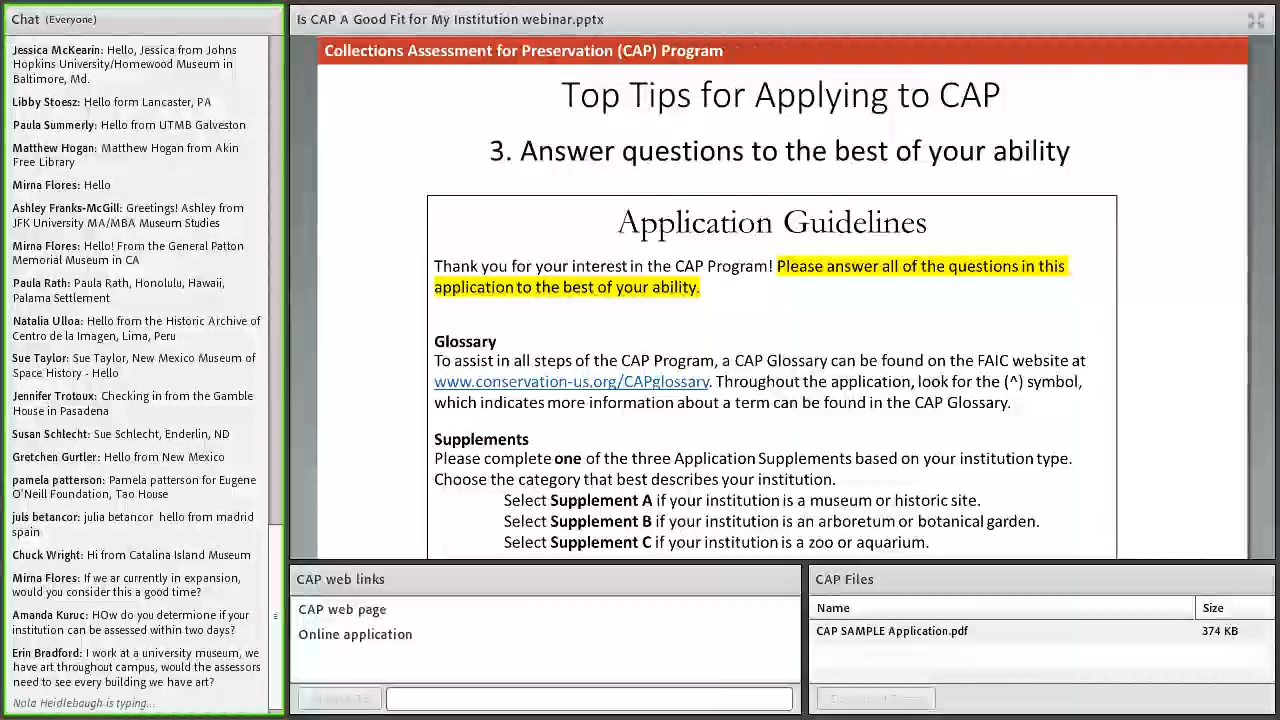 Chat (Everyone)
Jessica McKearin: Hello, Jessica from Johns
Hopkins University/Homewood Museum in
Baltimore, Md.
Libby Stoesz: Hello form Lancaster, PA
Paula Summerly: Hello from UTMB Galveston
Matthew Hogan: Matthew Hogan from Akin
Free Library
Mirna Flores: Hello
Ashley Franks-McGill: Greetings! Ashley from
JFK University MA/MBA Museum Studies
Mirna Flores: Hello! From the General Patton
Memorial Museum in CA
Paula Rath: Paula Rath, Honolulu, Hawaii,
Palama Settlement
Natalia Ulloa: Hello from the Historic Archive of
Centro de la Imagen, Lima, Peru
Sue Taylor: Sue Taylor, New Mexico Museum of
Space History - Hello
Jennifer Trotoux: Checking in from the Gamble
House in Pasadena
Susan Schlecht: Sue Schlecht, Enderlin, ND
Gretchen Gurtler: Hello from New Mexico
pamela patterson: Pamela patterson for Eugene
O'Neill Foundation, Tao House
juls betancor: julia betancor hello from madrid
spain
Chuck Wright: Hi from Catalina Island Museum
Mirna Flores: If we ar currently in expansion,
would you consider this a good time?
Amanda Kuruc: HOw do you determine if your
institution can be assessed within two days?
Erin Bradford: I work at a university museum, we
have art throughout campus, would the assessors
need to see every building we have art?
Nola Heidlebaugh is typing...
Is CAP A Good Fit for My Institution webinar.pptx
Collections Assessment for Preservation (CAP) Program
Top Tips for Applying to CAP
3. Answer questions to the best of your ability
Application Guidelines
Thank you for your interest in the CAP Program! Please answer all of the questions in this
application to the best of your ability.
Glossary
To assist in all steps of the CAP Program, a CAP Glossary can be found on the FAIC website at
www.conservation-us.org/CAPglossary. Throughout the application, look for the (^) symbol,
which indicates more information about a term can be found in the CAP Glossary.
Supplements
Please complete one of the three Application Supplements based on your institution type.
Choose the category that best describes your institution.
Select Supplement A if your institution is a museum or historic site.
Select Supplement B if your institution is an arboretum or botanical garden.
Select Supplement C if your institution is a zoo or aquarium.
CAP web links
CAP web page
Online application
CAP Files
Name Size
CAP SAMPLE Application.pdf 374 KB